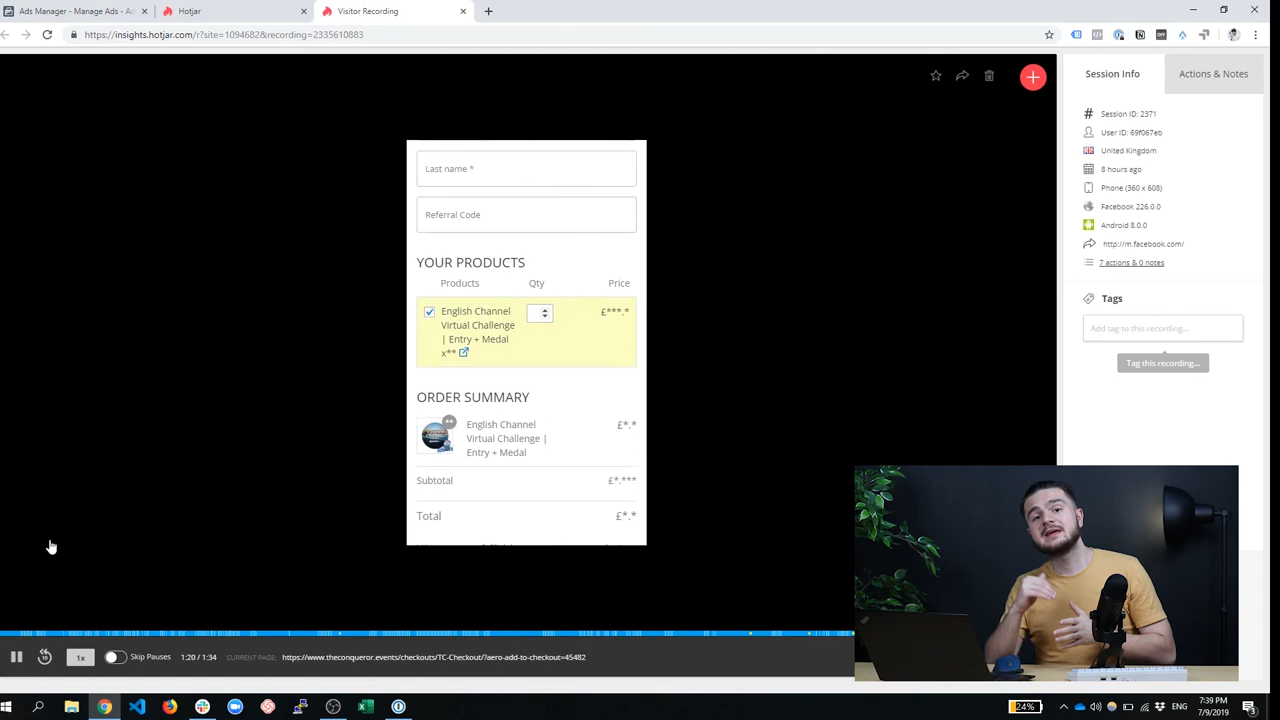 Ads Manager - Manage Ads - Ad
Hotjar
Visitor Recording
https://insights.hotjar.com/r?site=1094682&recording=2335610883
Session Info
Actions & Notes
Session ID: 2371
User ID: 69f067eb
United Kingdom
8 hours ago
Phone (360 x 608)
Facebook 226.0.0
Android 8.0.0
http://m.facebook.com/
7 actions & 0 notes
Tags
Add tag to this recording...
Tag this recording...
Last name *
Referral Code
YOUR PRODUCTS
Products Qty Price
English Channel £***.*
Virtual Challenge
| Entry + Medal
x**
ORDER SUMMARY
**
English Channel £*.*
Virtual Challenge |
Entry + Medal
Subtotal £*.***
Total £*.*
1x Skip Pauses 1:20 / 1:34 CURRENT PAGE: https://www.theconqueror.events/checkouts/TC-Checkout/?aero-add-to-checkout=45482
24% ENG 7:39 PM
7/9/2019
3